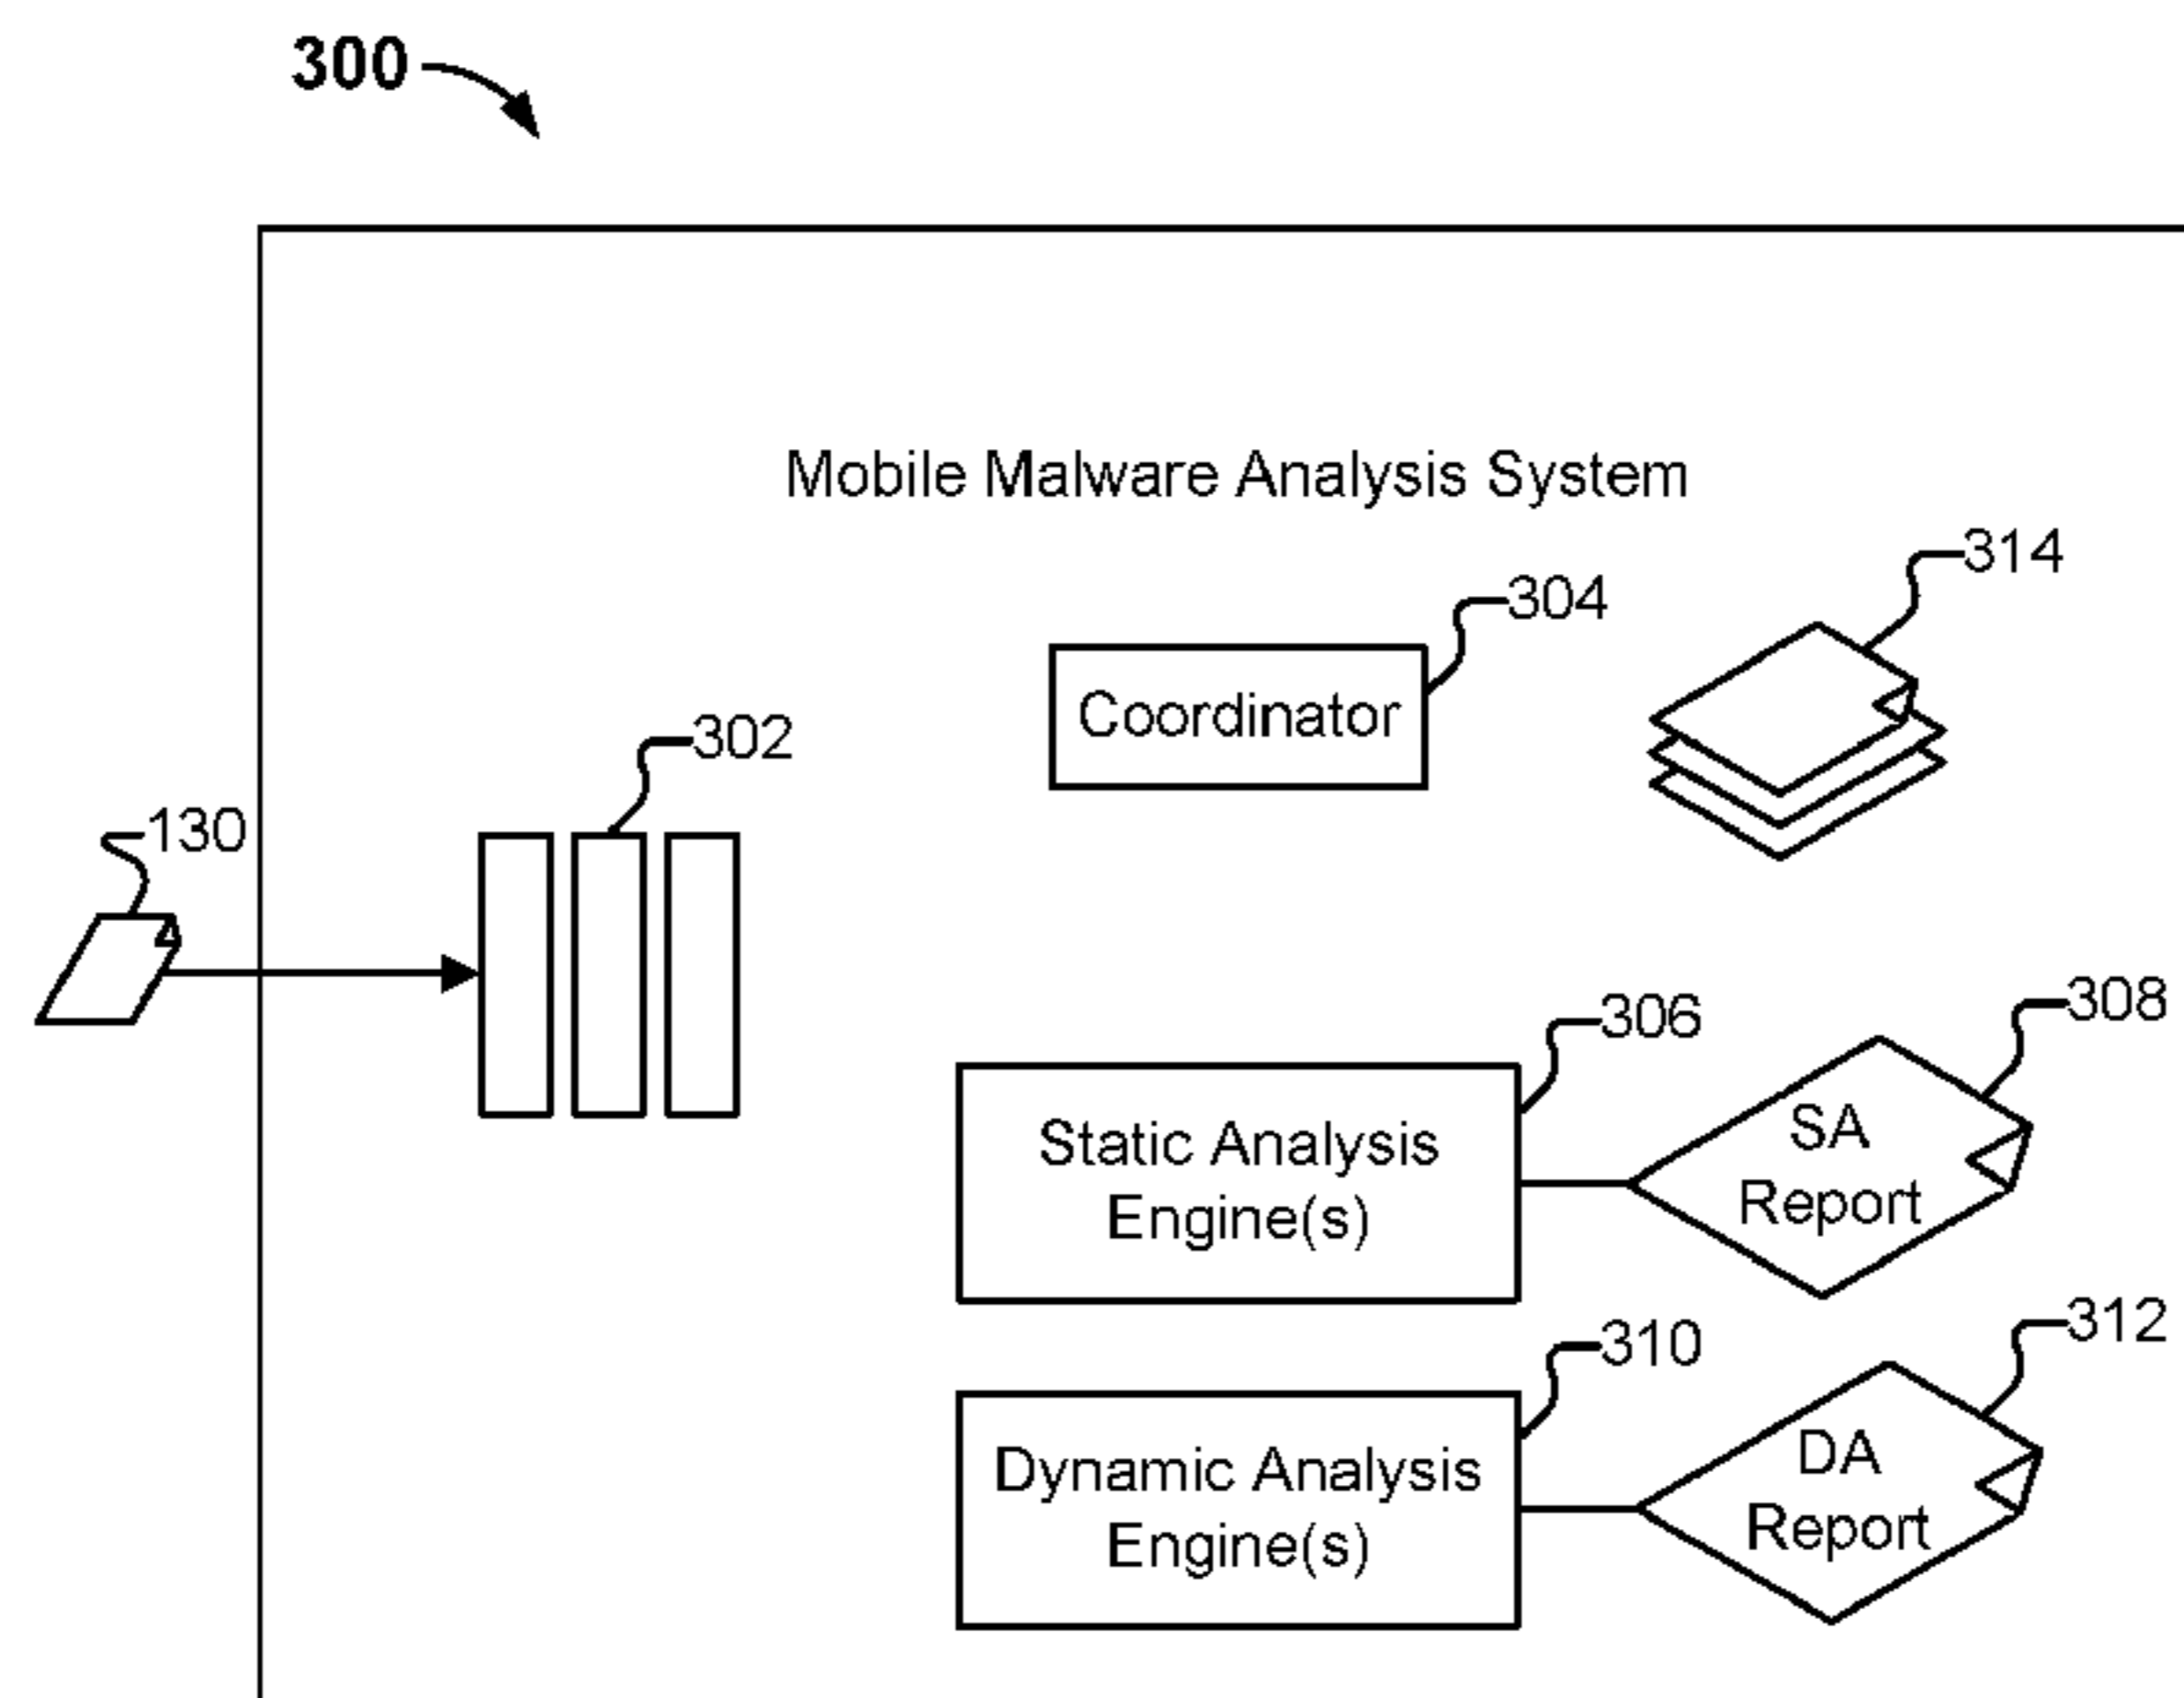 300
Mobile Malware Analysis System
314
304
Coordinator
302
130
306
308
Static Analysis
Engine(s)
SA
Report
310
312
Dynamic Analysis
Engine(s)
DA
Report